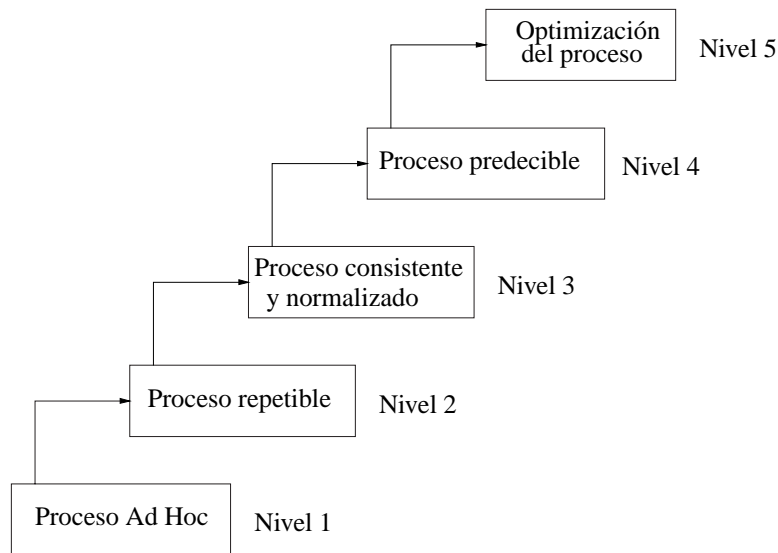 Optimización
del proceso
Nivel 5
Proceso predecible
Nivel 4
Proceso consistente
y normalizado
Nivel 3
Proceso repetible
Nivel 2
Proceso Ad Hoc
Nivel 1